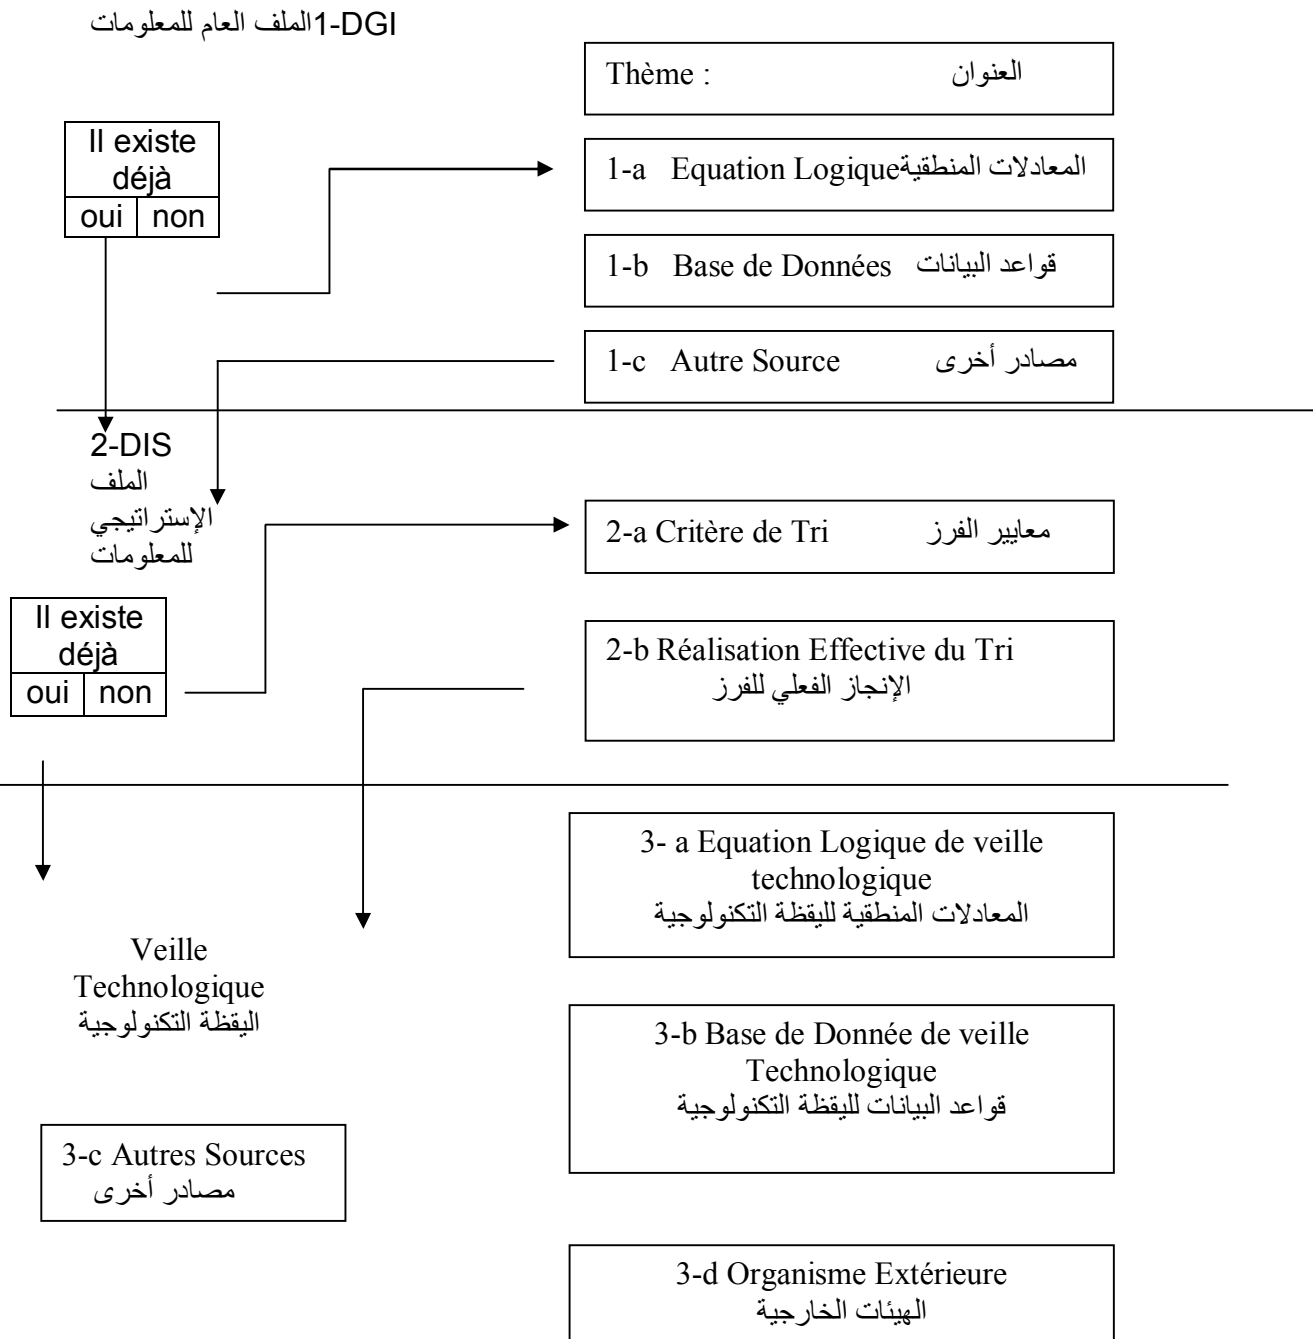 1-DGI الملف العام للمعلومات
Thème : العنوان
Il existe
déjà
oui non
1-a Equation Logique المعادلات المنطقية
1-b Base de Données قواعد البيانات
1-c Autre Source مصادر أخرى
2-DIS
الملف
الإستراتيجي
للمعلومات
2-a Critère de Tri معايير الفرز
Il existe
déjà
oui non
2-b Réalisation Effective du Tri
الإنجاز الفعلي للفرز
3- a Equation Logique de veille
technologique
المعادلات المنطقية لليقظة التكنولوجية
Veille
Technologique
اليقظة التكنولوجية
3-b Base de Donnée de veille
Technologique
قواعد البيانات لليقظة التكنولوجية
3-c Autres Sources
مصادر أخرى
3-d Organisme Extérieure
الهيئات الخارجية